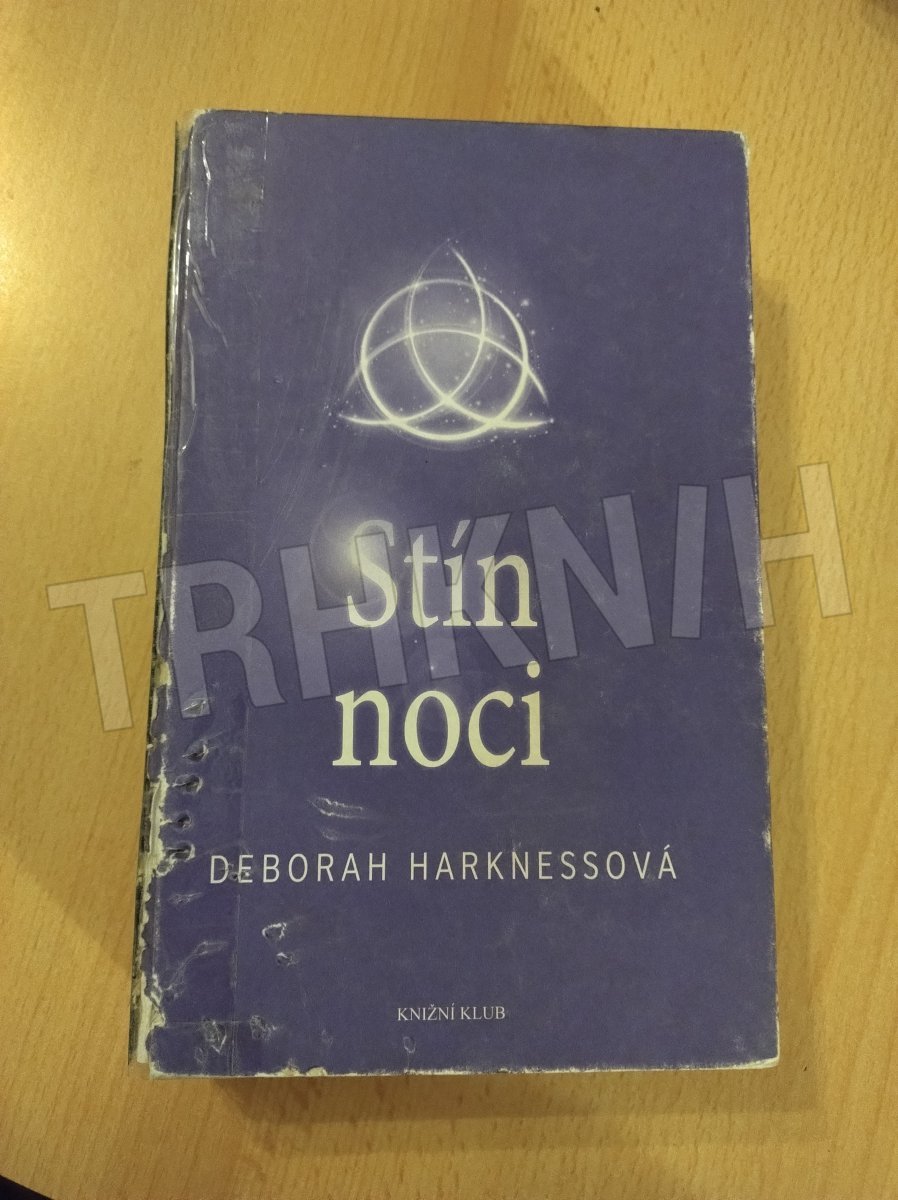 Stín
noci
DEBORAH HARKNESSOVÁ
KNIŽNÍ KLUB
TRHKNIH